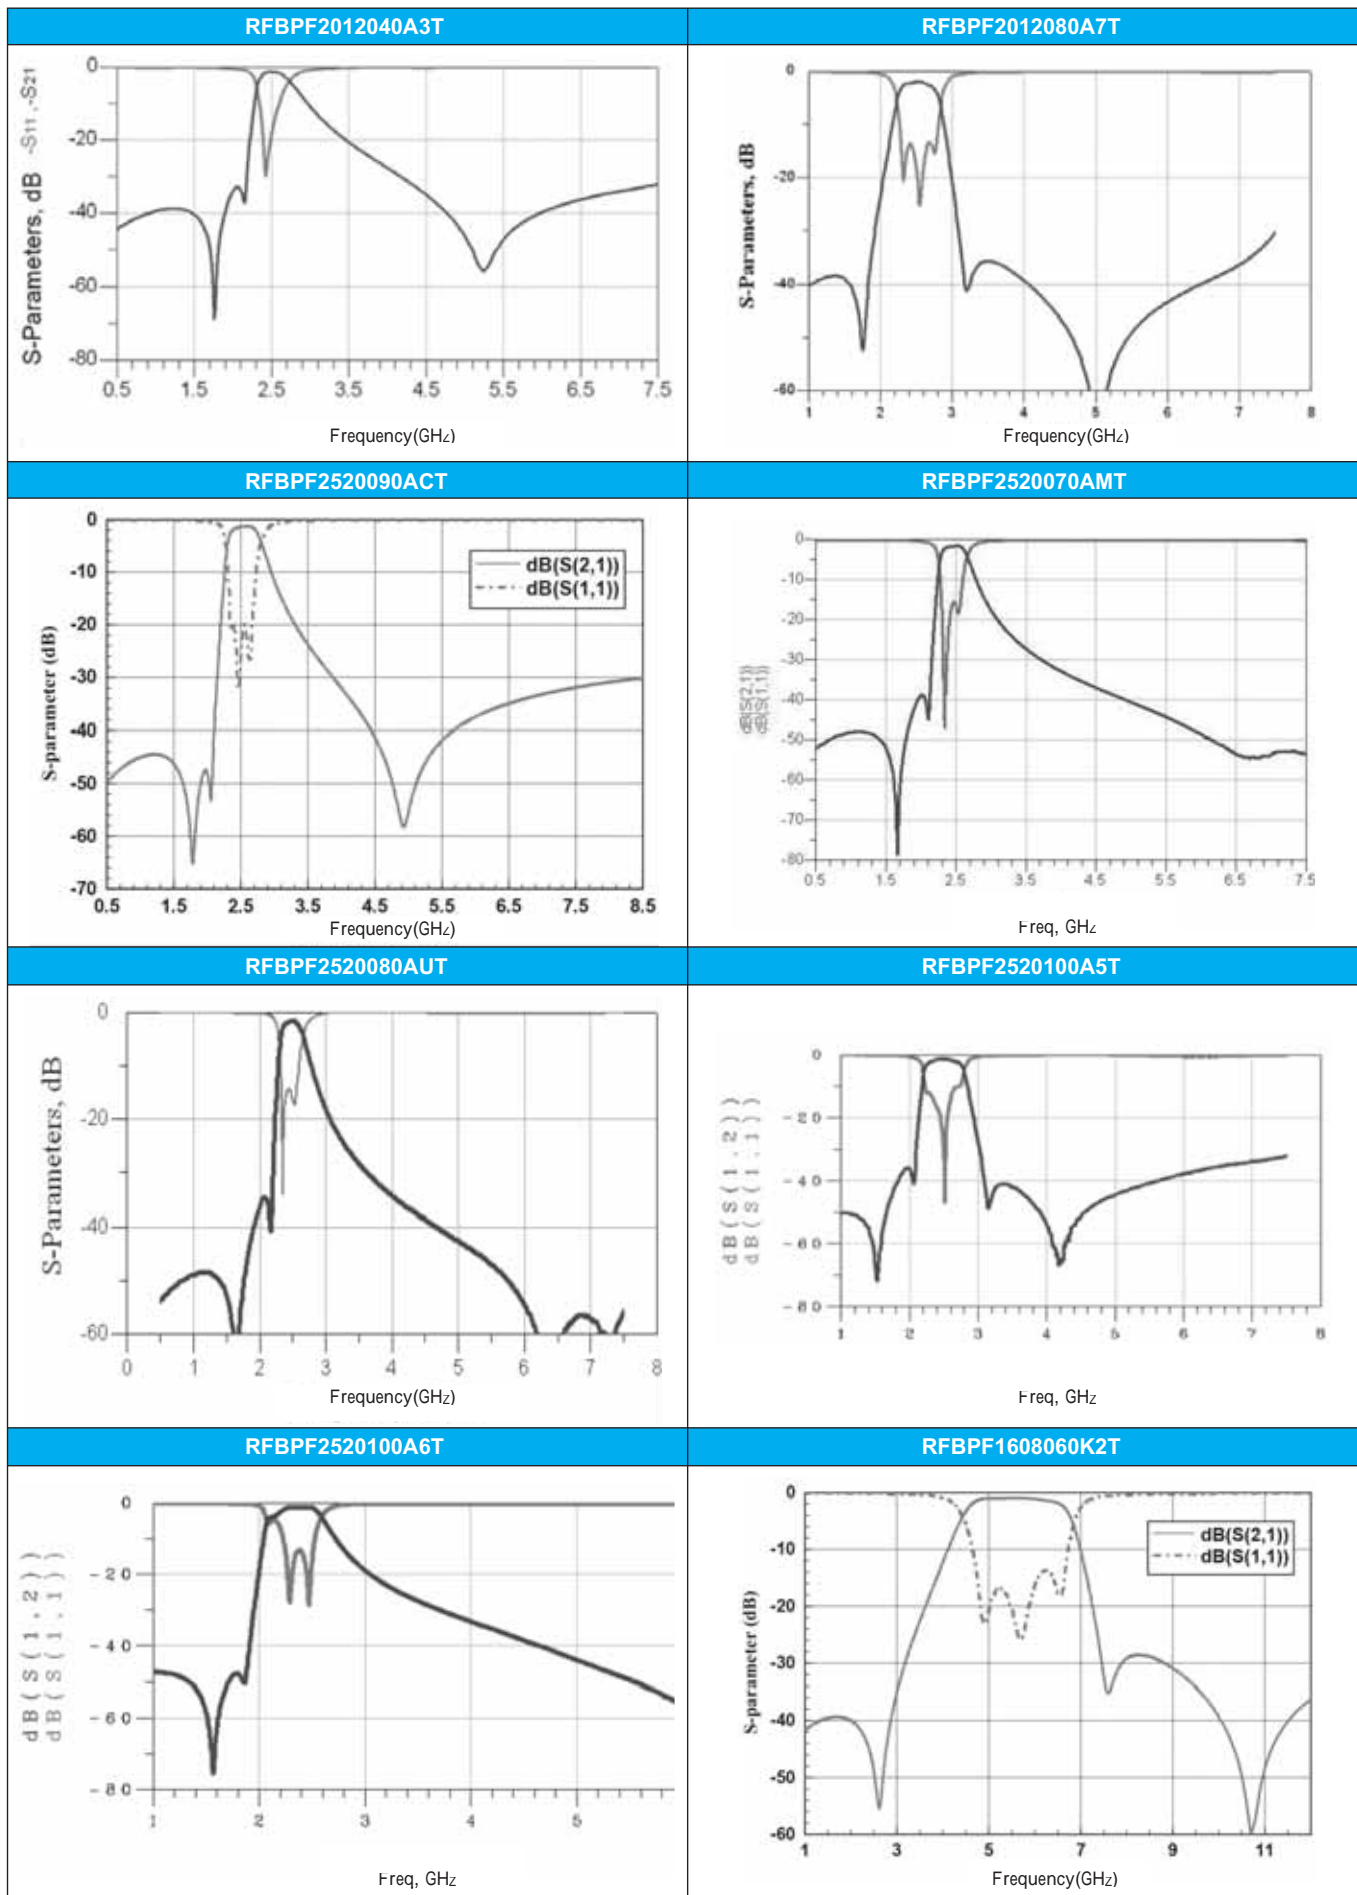 RFBPF2012040A3T
RFBPF2012080A7T
S-Parameters, dB -S11 ,-S21
0
-20
-40
-60
-80
0.5 1.5 2.5 3.5 4.5 5.5 6.5 7.5
Frequency(GHz)
S-Parameters, dB
0
-20
-40
-60
1 2 3 4 5 6 7 8
Frequency(GHz)
RFBPF2520090ACT
RFBPF2520070AMT
S-parameter (dB)
0
-10
-20
-30
-40
-50
-60
-70
dB(S(2,1))
dB(S(1,1))
0.5 1.5 2.5 3.5 4.5 5.5 6.5 7.5 8.5
Frequency(GHz)
dB(S(2,1))
dB(S(1,1))
0
-10
-20
-30
-40
-50
-60
-70
-80
0.5 1.5 2.5 3.5 4.5 5.5 6.5 7.5
Freq, GHz
RFBPF2520080AUT
RFBPF2520100A5T
S-Parameters, dB
0
-20
-40
-60
0 1 2 3 4 5 6 7 8
Frequency(GHz)
dB(S(1,2))
dB(S(1,1))
0
-20
-40
-60
-80
1 2 3 4 5 6 7 8
Freq, GHz
RFBPF2520100A6T
RFBPF1608060K2T
dB(S(1,2))
dB(S(1,1))
0
-20
-40
-60
-80
1 2 3 4 5
Freq, GHz
S-parameter (dB)
0
-10
-20
-30
-40
-50
-60
dB(S(2,1))
dB(S(1,1))
1 3 5 7 9 11
Frequency(GHz)